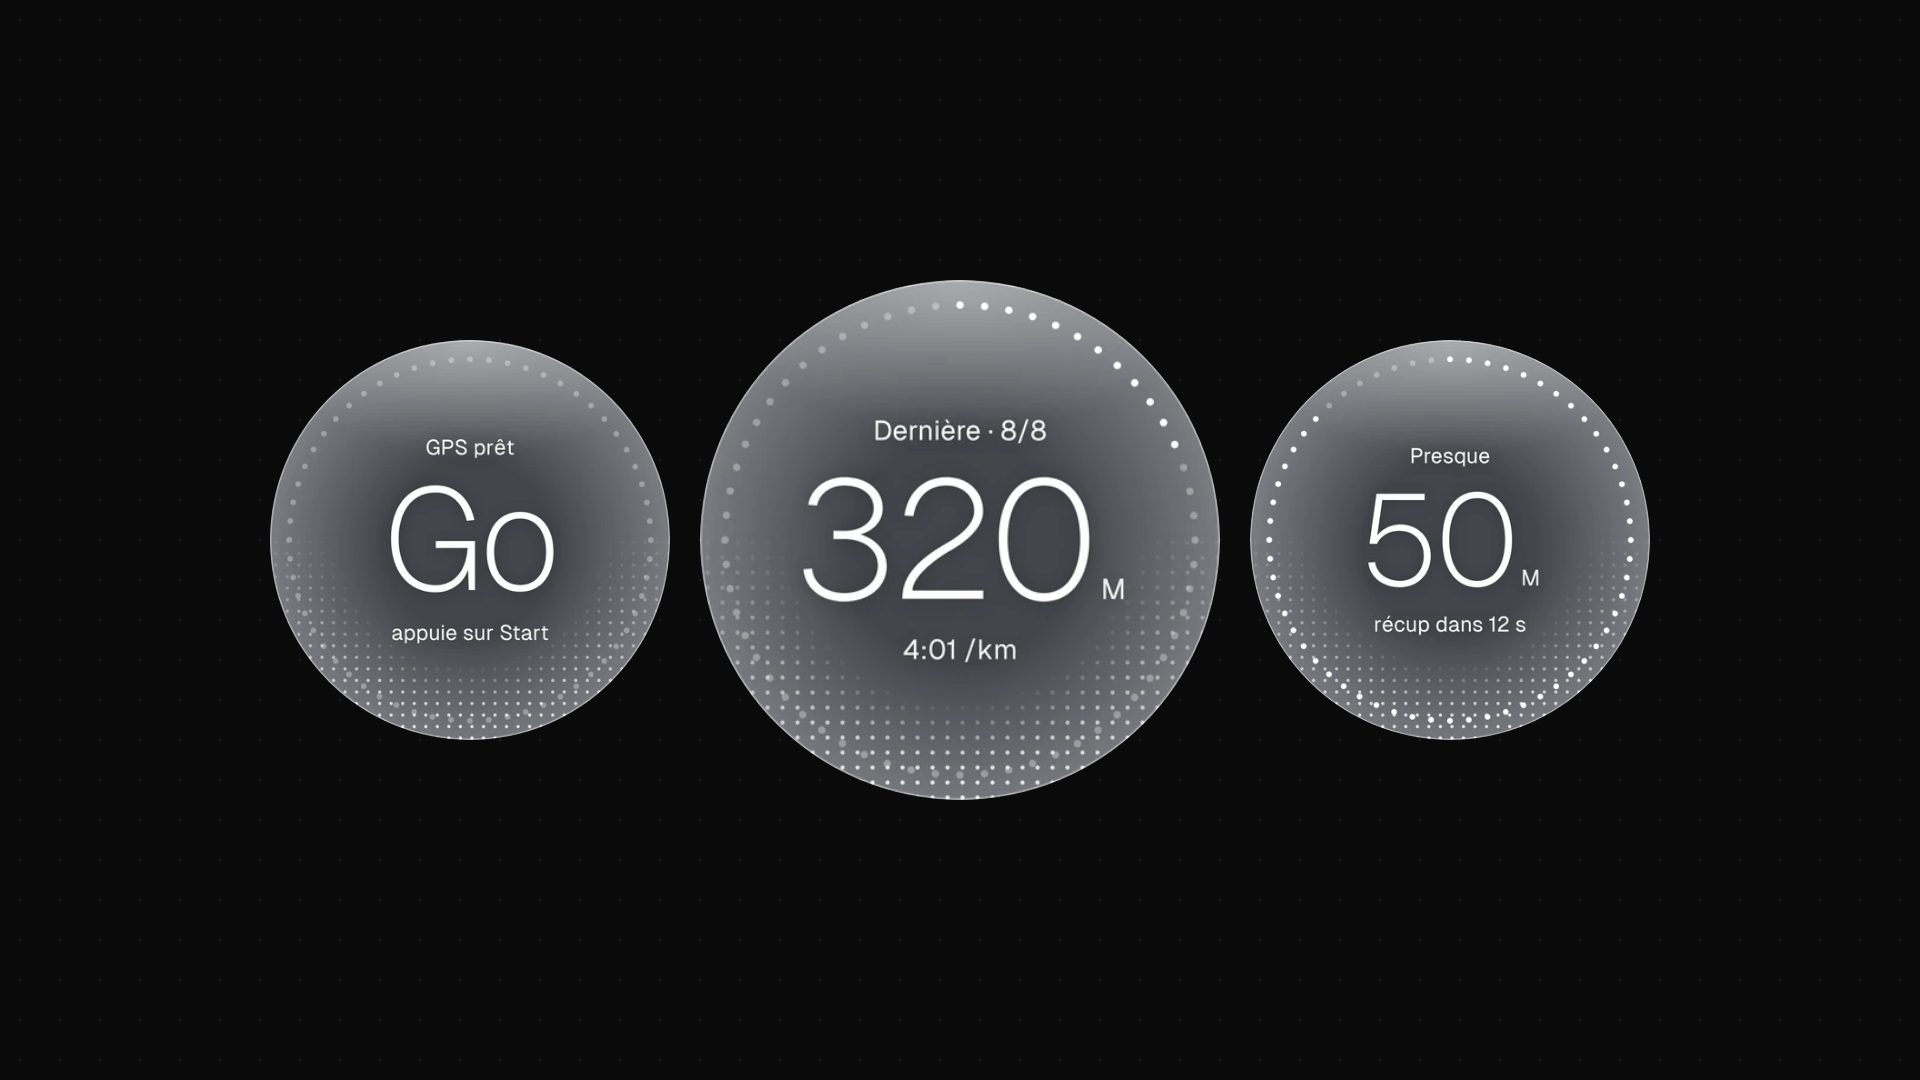 GPS prêt
Go
appuie sur Start
Dernière · 8/8
320 M
4:01 /km
Presque
50 M
récup dans 12 s